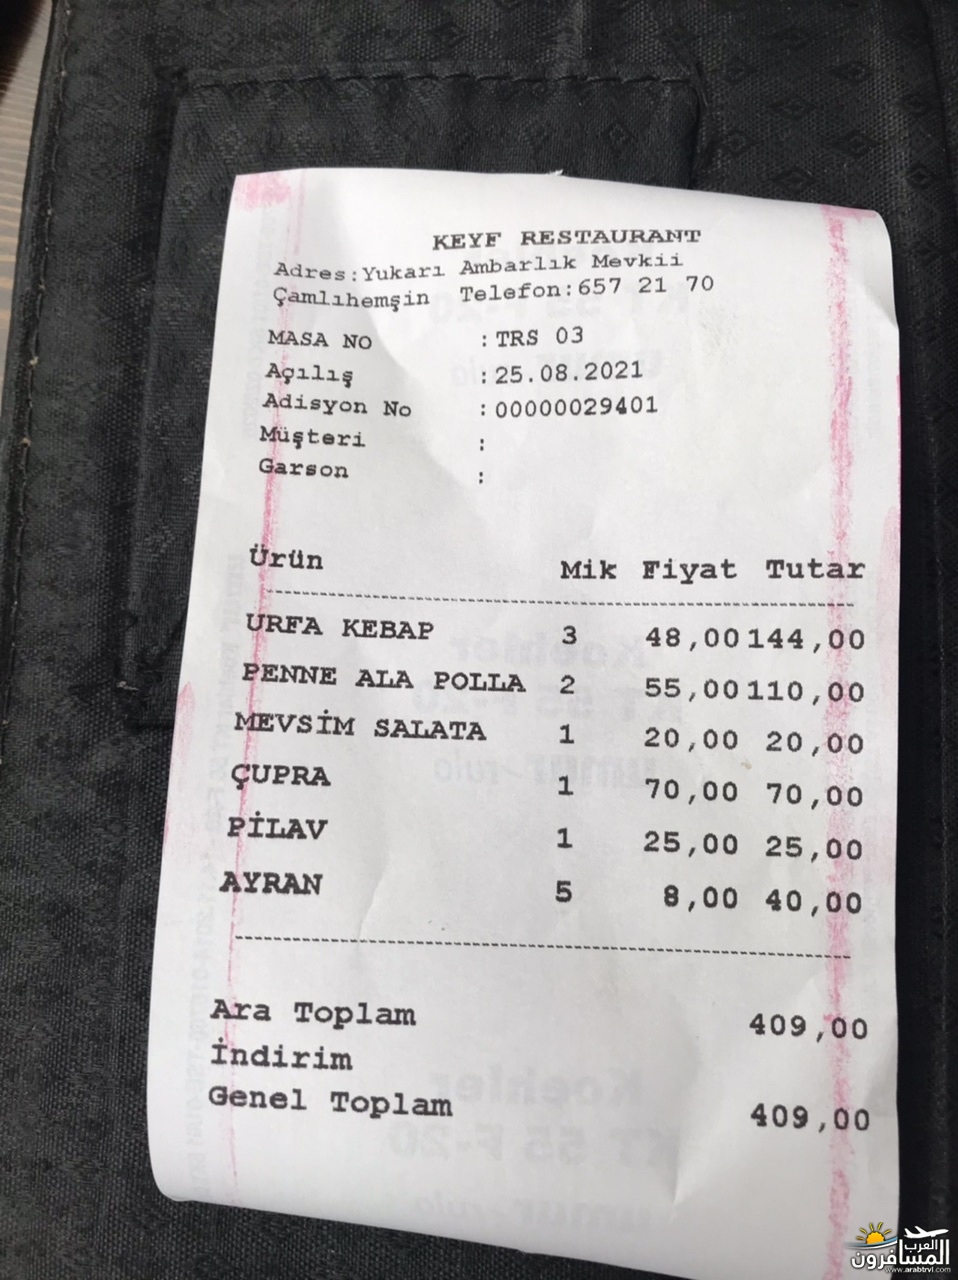 KEYF RESTAURANT
Adres:Yukarı Ambarlık Mevkii
Çamlıhemşin Telefon:657 21 70
MASA NO :TRS 03
Açılış :25.08.2021
Adisyon No :00000029401
Müşteri :
Garson :
Ürün Mik Fiyat Tutar
URFA KEBAP 3 48,00 144,00
PENNE ALA POLLA 2 55,00 110,00
MEVSİM SALATA 1 20,00 20,00
ÇUPRA 1 70,00 70,00
PİLAV 1 25,00 25,00
AYRAN 5 8,00 40,00
Ara Toplam 409,00
İndirim
Genel Toplam 409,00
Koehler
KT 55 F-20
العرب
المسافرون
www.arabtrvl.com